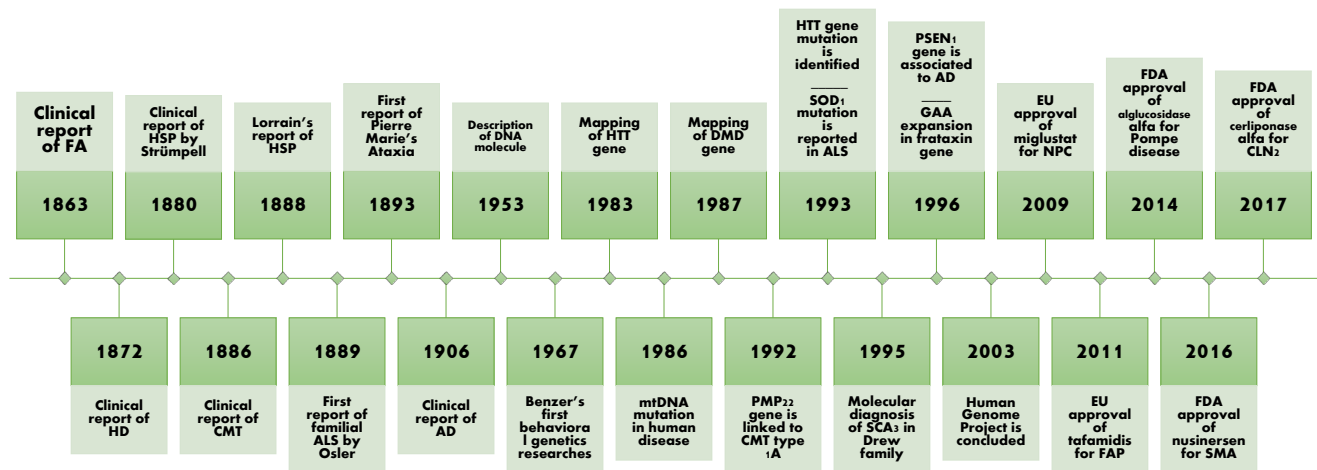 Clinical
report
of FA
1863
Clinical
report of
HSP by
Strümpell
1880
Lorrain's
report of
HSP
1888
First
report of
Pierre
Marie's
Ataxia
1893
Description
of DNA
molecule
1953
Mapping
of HTT
gene
1983
Mapping
of DMD
gene
1987
HTT gene
mutation
is
identified
______
SOD1
mutation
is
reported
in ALS
1993
PSEN1
gene is
associated
to AD
____
GAA
expansion
in frataxin
gene
1996
EU
approval
of
miglustat
for NPC
2009
FDA
approval
of
alglucosidase
alfa for
Pompe
disease
2014
FDA
approval
of
cerliponase
alfa for
CLN2
2017
1872
Clinical
report of
HD
1886
Clinical
report of
CMT
1889
First
report of
familial
ALS by
Osler
1906
Clinical
report of
AD
1967
Benzer's
first
behaviora
l genetics
researches
1986
mtDNA
mutation
in human
disease
1992
PMP22
gene is
linked to
CMT type
1A
1995
Molecular
diagnosis
of SCA3 in
Drew
family
2003
Human
Genome
Project is
concluded
2011
EU
approval
of
tafamidis
for FAP
2016
FDA
approval
of
nusinersen
for SMA